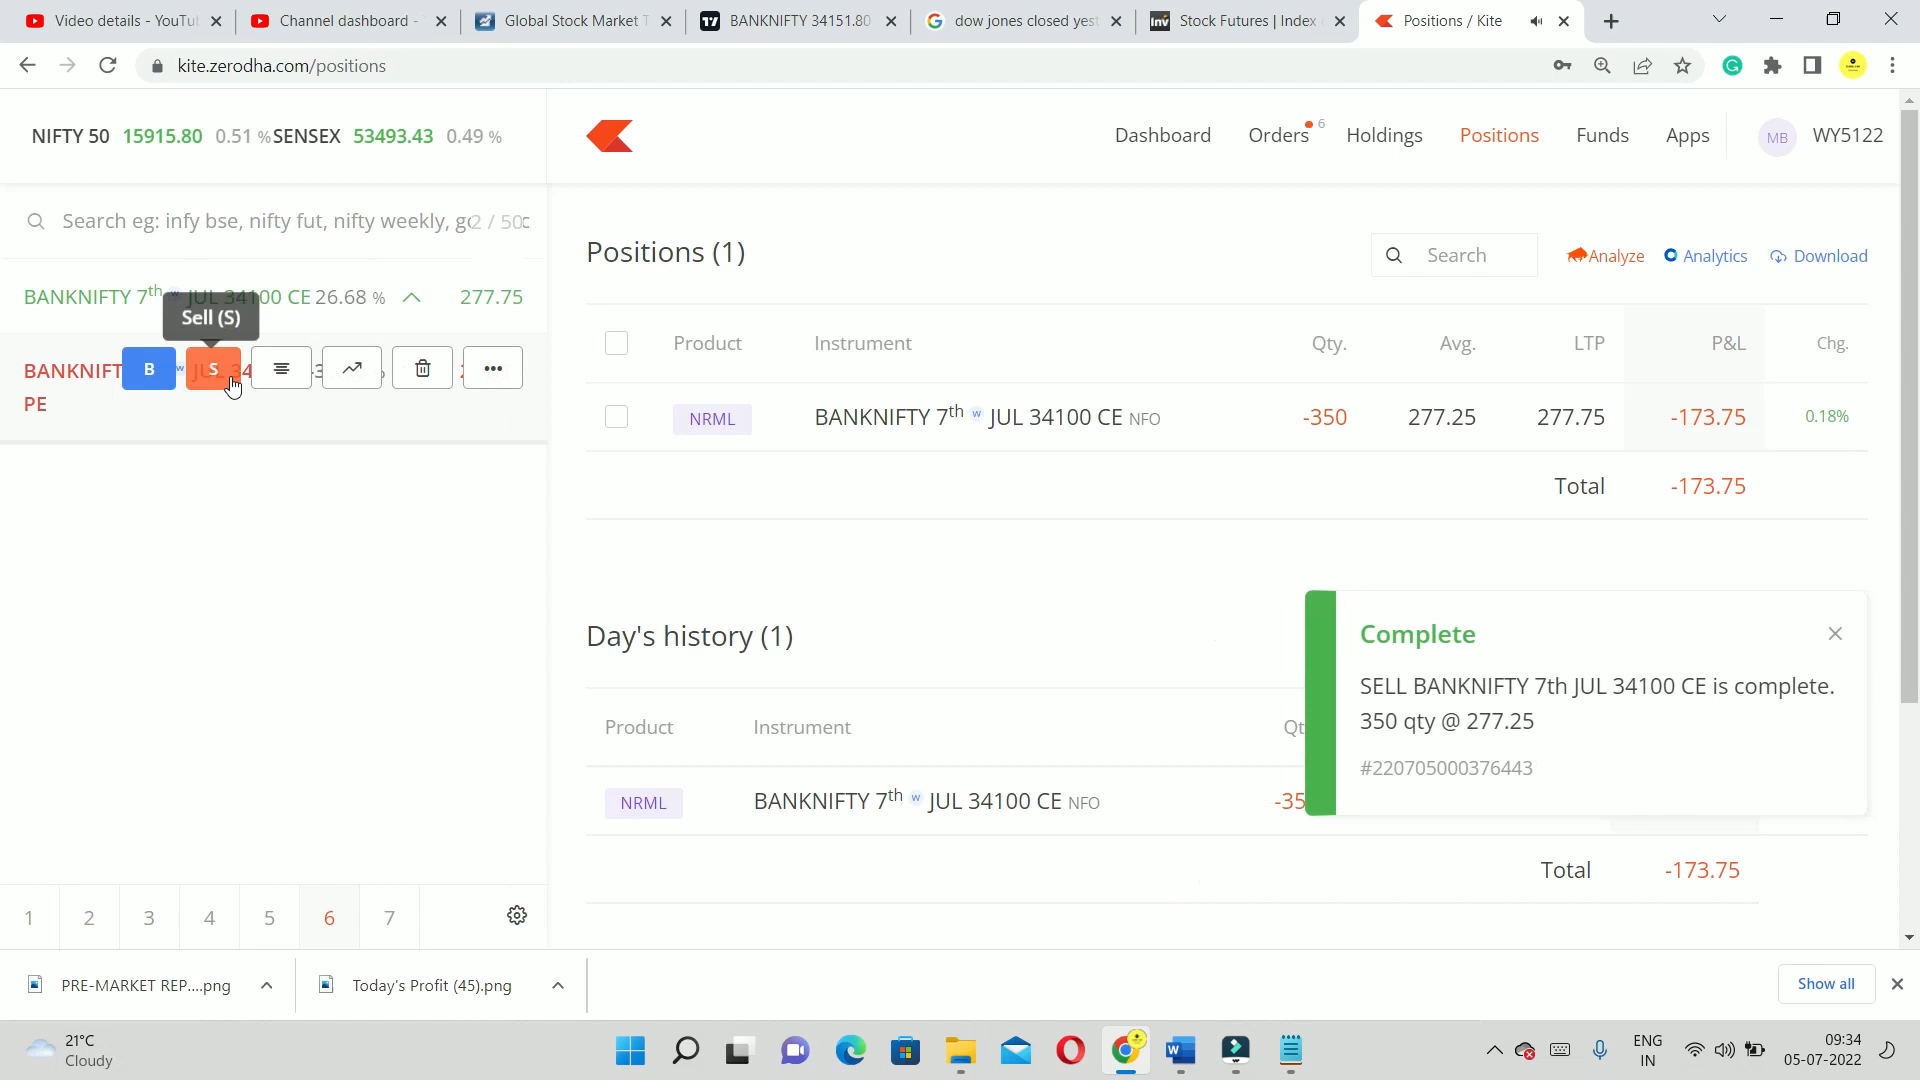 Video details - YouTu
Channel dashboard -
Global Stock Market T
BANKNIFTY 34151.80
dow jones closed yest
Stock Futures | Index
Positions / Kite
kite.zerodha.com/positions
NIFTY 50 15915.80 0.51 % SENSEX 53493.43 0.49 %
Dashboard Orders 6 Holdings Positions Funds Apps MB WY5122
Search eg: infy bse, nifty fut, nifty weekly, gc 2 / 50
Positions (1)
Search
Analyze
Analytics
Download
BANKNIFTY 7th w JUL 34100 CE 26.68 % 277.75
Sell (S)
BANKNIFT B w S
PE
Product Instrument Qty. Avg. LTP P&L Chg.
NRML BANKNIFTY 7th w JUL 34100 CE NFO -350 277.25 277.75 -173.75 0.18%
Total -173.75
Day's history (1)
Product Instrument Qt
NRML BANKNIFTY 7th w JUL 34100 CE NFO -35
Total -173.75
Complete
SELL BANKNIFTY 7th JUL 34100 CE is complete.
350 qty @ 277.25
#220705000376443
1 2 3 4 5 6 7
PRE-MARKET REP....png
Today's Profit (45).png
Show all
21°C
Cloudy
ENG
IN
09:34
05-07-2022